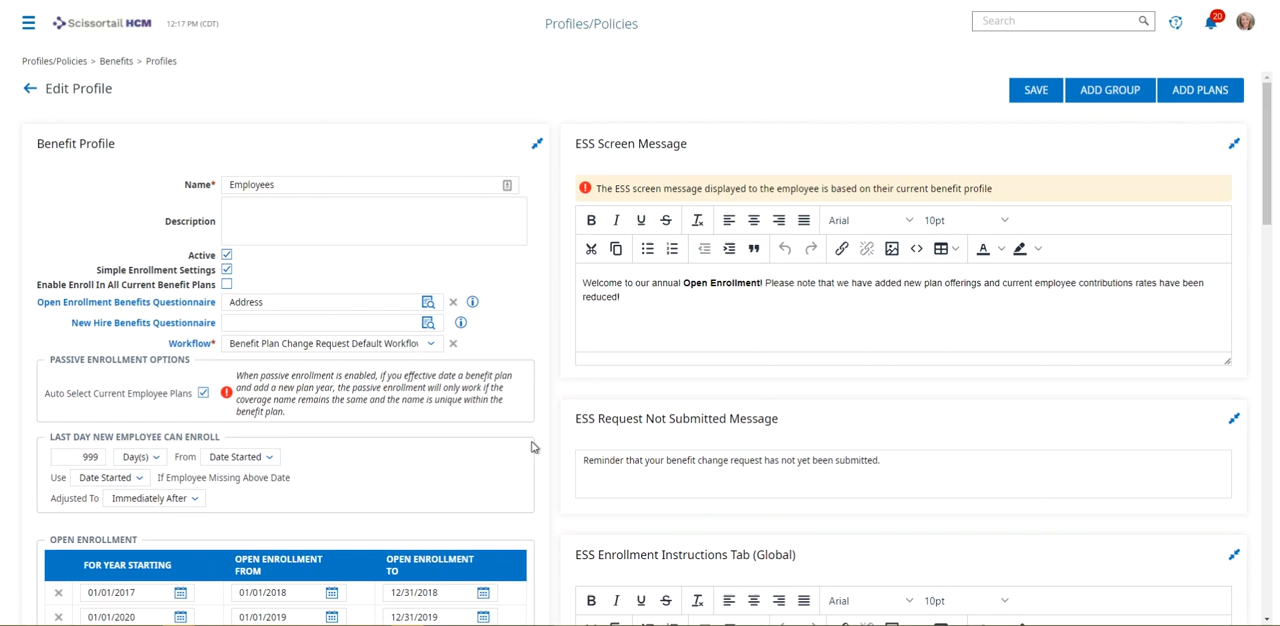 Scissortail HCM 12:17 PM (CDT) Profiles/Policies Search 20
Profiles/Policies > Benefits > Profiles
Edit Profile SAVE ADD GROUP ADD PLANS
Benefit Profile
Name* Employees
Description
Active
Simple Enrollment Settings
Enable Enroll In All Current Benefit Plans
Open Enrollment Benefits Questionnaire Address
New Hire Benefits Questionnaire
Workflow* Benefit Plan Change Request Default Workflo
PASSIVE ENROLLMENT OPTIONS
Auto Select Current Employee Plans
When passive enrollment is enabled, if you effective date a benefit plan
and add a new plan year, the passive enrollment will only work if the
coverage name remains the same and the name is unique within the
benefit plan.
LAST DAY NEW EMPLOYEE CAN ENROLL
999 Day(s) From Date Started
Use Date Started If Employee Missing Above Date
Adjusted To Immediately After
OPEN ENROLLMENT
FOR YEAR STARTING OPEN ENROLLMENT FROM OPEN ENROLLMENT TO
01/01/2017 01/01/2018 12/31/2018
01/01/2020 01/01/2019 12/31/2019
ESS Screen Message
The ESS screen message displayed to the employee is based on their current benefit profile
B I U S Arial 10pt
A
Welcome to our annual Open Enrollment! Please note that we have added new plan offerings and current employee contributions rates have been
reduced!
ESS Request Not Submitted Message
Reminder that your benefit change request has not yet been submitted.
ESS Enrollment Instructions Tab (Global)
B I U S Arial 10pt